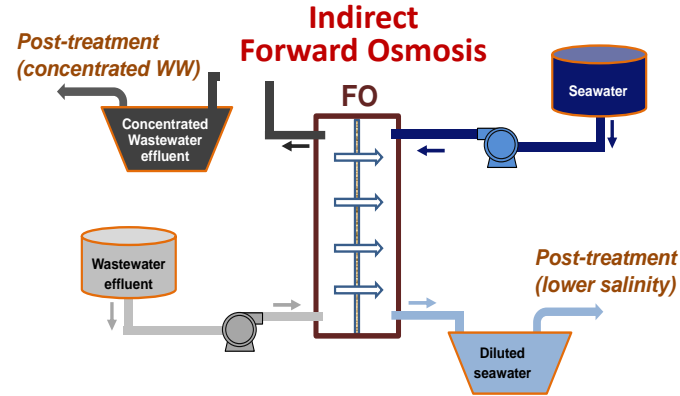 Indirect
Forward Osmosis
Post-treatment
(concentrated WW)
FO
Seawater
Concentrated
Wastewater
effluent
Wastewater
effluent
Post-treatment
(lower salinity)
Diluted
seawater